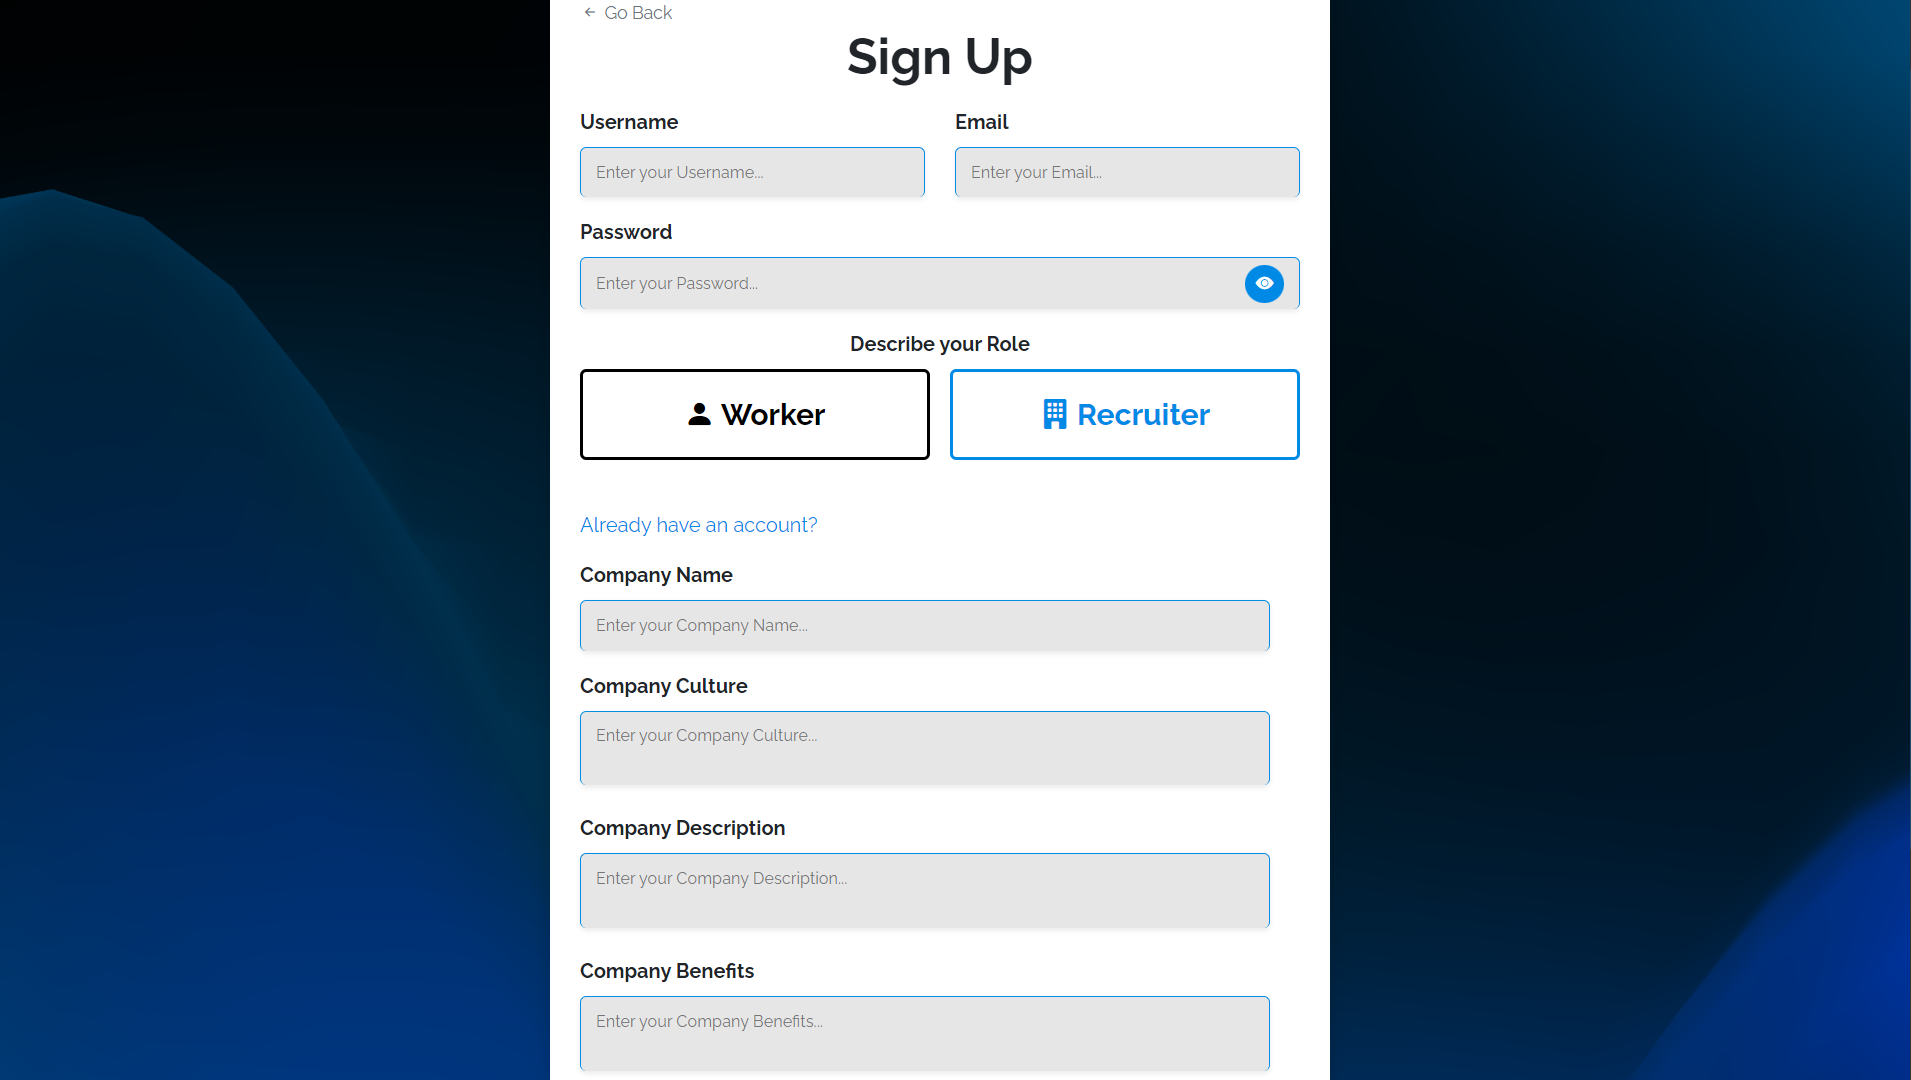 Go Back
Sign Up
Username
Email
Enter your Username...
Enter your Email...
Password
Enter your Password...
Describe your Role
Worker
Recruiter
Already have an account?
Company Name
Enter your Company Name...
Company Culture
Enter your Company Culture...
Company Description
Enter your Company Description...
Company Benefits
Enter your Company Benefits...